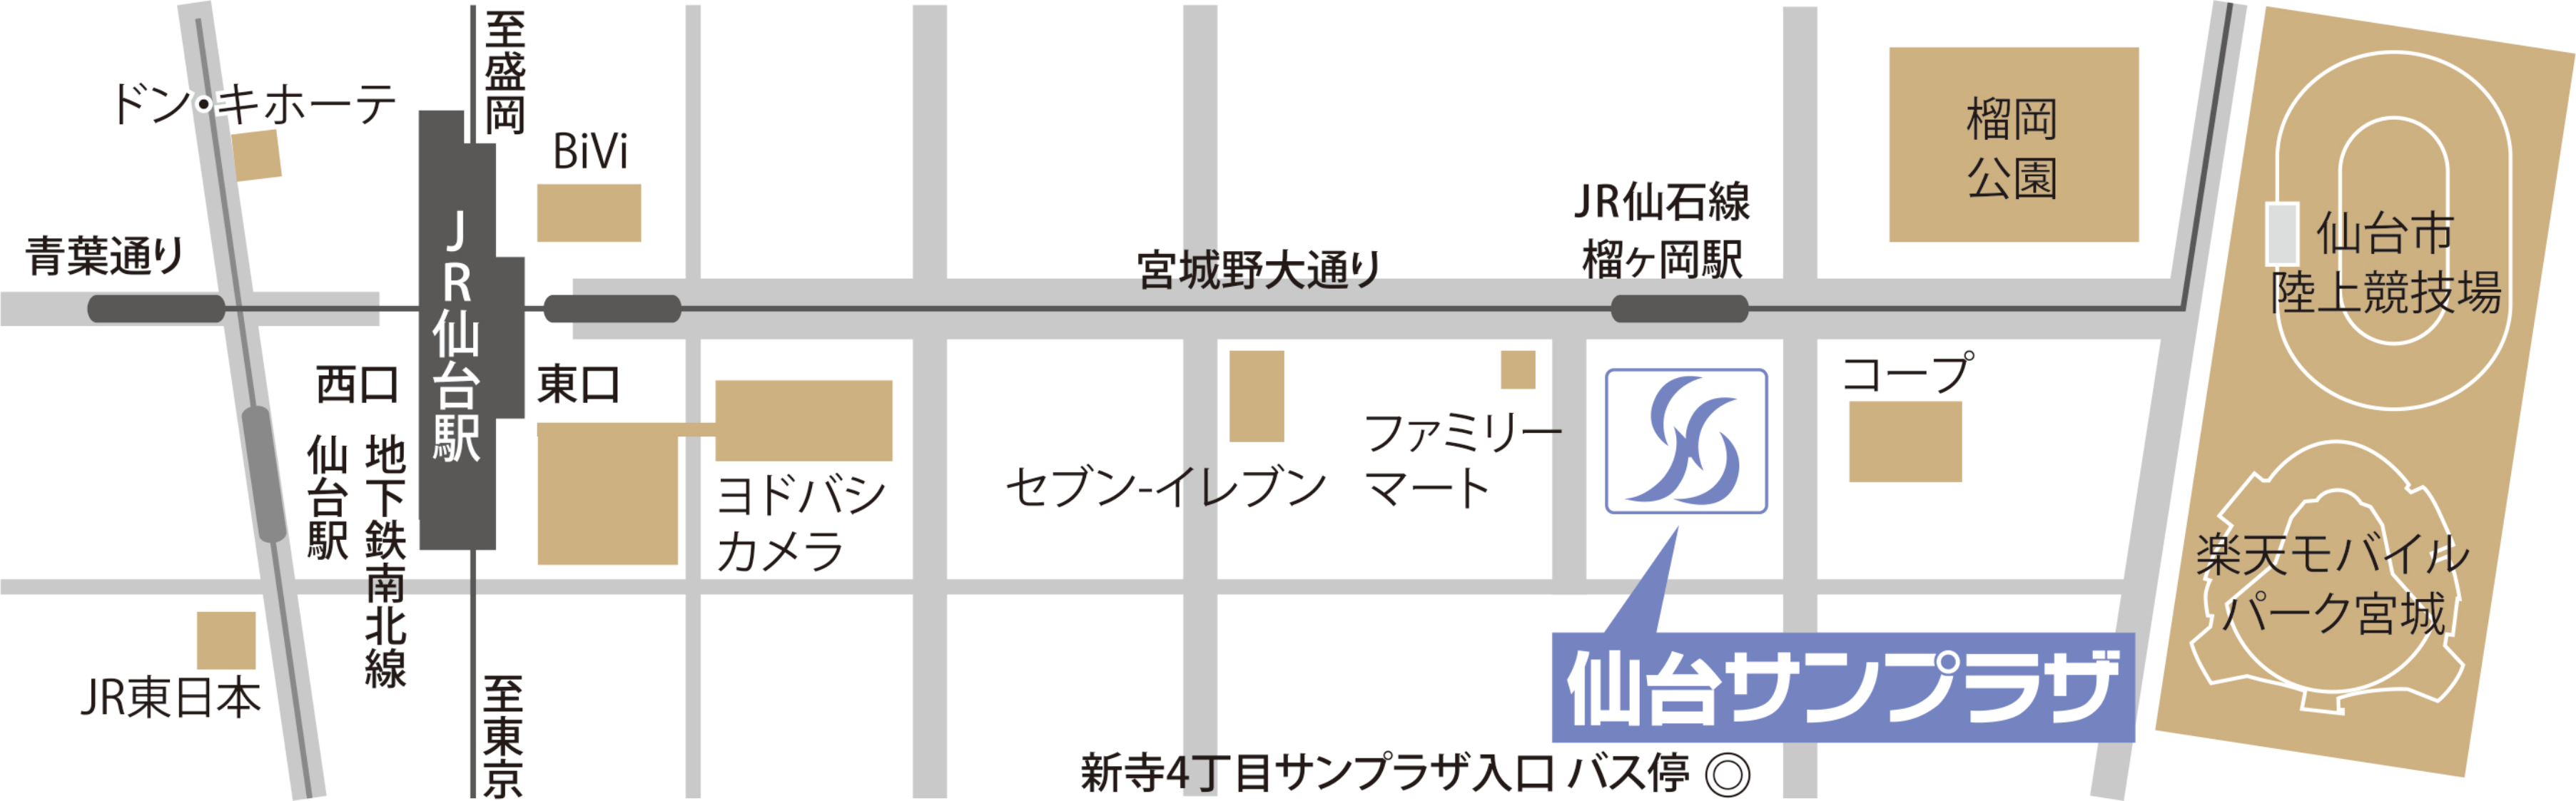 至盛岡
ドン・キホーテ
BiVi
青葉通り
JR仙台駅
西口
東口
地下鉄南北線
仙台駅
ヨドバシ
カメラ
JR東日本
至東京
宮城野大通り
セブン-イレブン
ファミリー
マート
JR仙石線
榴ヶ岡駅
榴岡
公園
コープ
仙台市
陸上競技場
楽天モバイル
パーク宮城
仙台サンプラザ
新寺4丁目サンプラザ入口 バス停 ◎